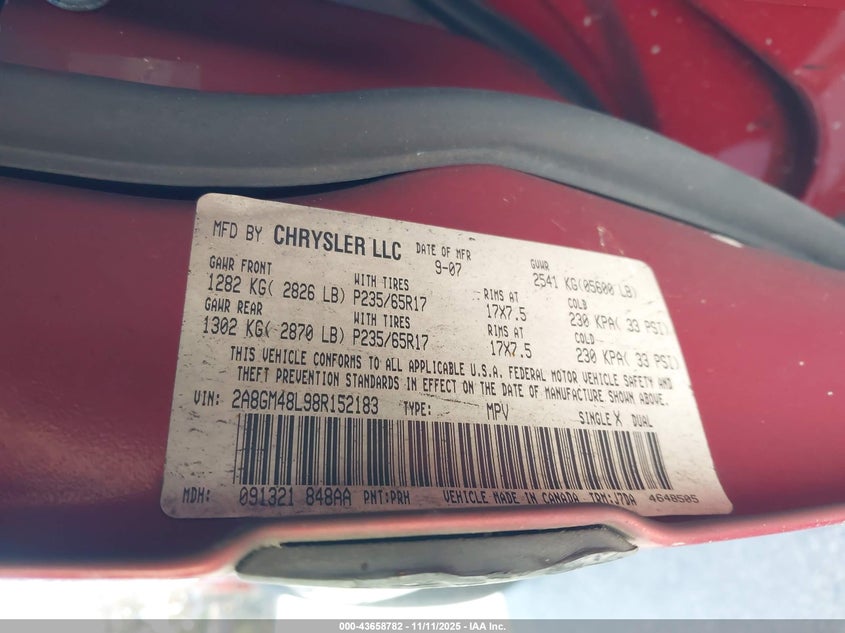 MFD BY CHRYSLER LLC DATE OF MFR GVWR
9-07 2541 KG(05600 LB)
GAWR FRONT WITH TIRES RIMS AT COLD
1282 KG( 2826 LB) P235/65R17 17X7.5 230 KPA( 33 PSI)
GAWR REAR WITH TIRES RIMS AT COLD
1302 KG( 2870 LB) P235/65R17 17X7.5 230 KPA( 33 PSI)
THIS VEHICLE CONFORMS TO ALL APPLICABLE U.S.A. FEDERAL MOTOR VEHICLE SAFETY AND
THEFT PREVENTION STANDARDS IN EFFECT ON THE DATE OF MANUFACTURE SHOWN ABOVE.
VIN: 2A8GM48L98R152183 TYPE: MPV SINGLE X DUAL
MDH: 091321 848AA PNT:PRH VEHICLE MADE IN CANADA TRM:J7DA 4648505
000-43658782 - 11/11/2025 - IAA Inc.